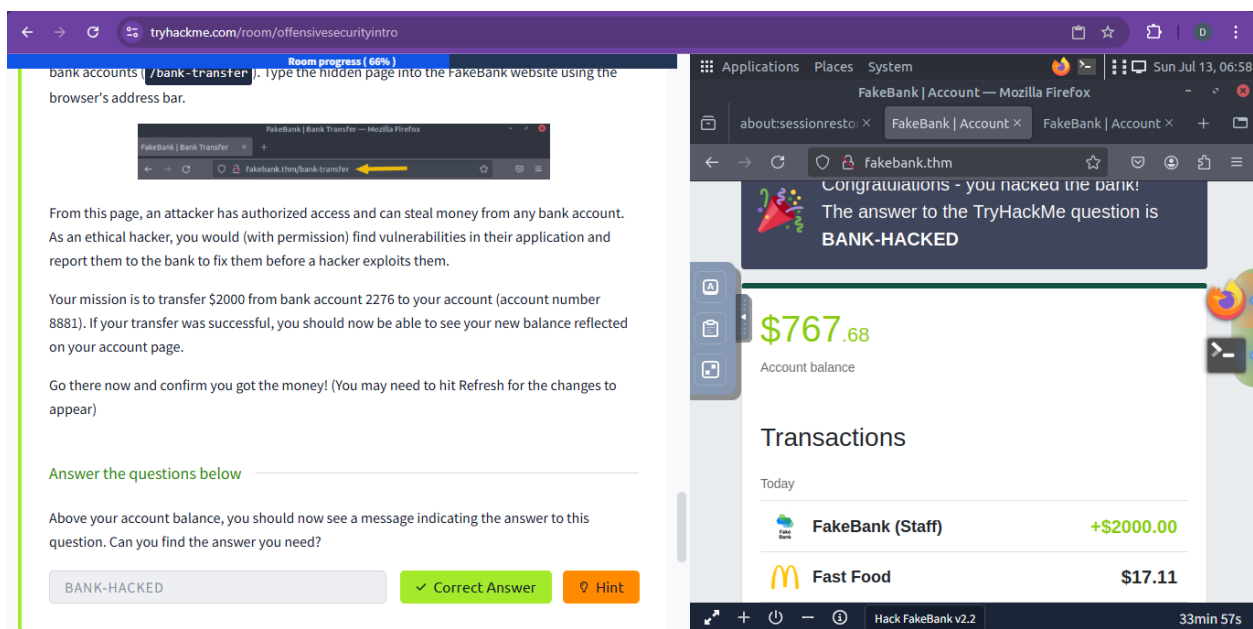 tryhackme.com/room/offensivesecurityintro
D
Room progress ( 66% )
bank accounts ( /bank-transfer ). Type the hidden page into the FakeBank website using the
browser's address bar.
FakeBank | Bank Transfer — Mozilla Firefox
FakeBank | Bank Transfer ×
fakebank.thm/bank-transfer
From this page, an attacker has authorized access and can steal money from any bank account.
As an ethical hacker, you would (with permission) find vulnerabilities in their application and
report them to the bank to fix them before a hacker exploits them.
Your mission is to transfer $2000 from bank account 2276 to your account (account number
8881). If your transfer was successful, you should now be able to see your new balance reflected
on your account page.
Go there now and confirm you got the money! (You may need to hit Refresh for the changes to
appear)
Answer the questions below
Above your account balance, you should now see a message indicating the answer to this
question. Can you find the answer you need?
BANK-HACKED
Correct Answer
Hint
Applications Places System
Sun Jul 13, 06:58
FakeBank | Account — Mozilla Firefox
about:sessionresto
FakeBank | Account
FakeBank | Account
fakebank.thm
Congratulations - you hacked the bank!
The answer to the TryHackMe question is
BANK-HACKED
A
$767.68
Account balance
Transactions
Today
Fake Bank
FakeBank (Staff) +$2000.00
Fast Food $17.11
Hack FakeBank v2.2
33min 57s